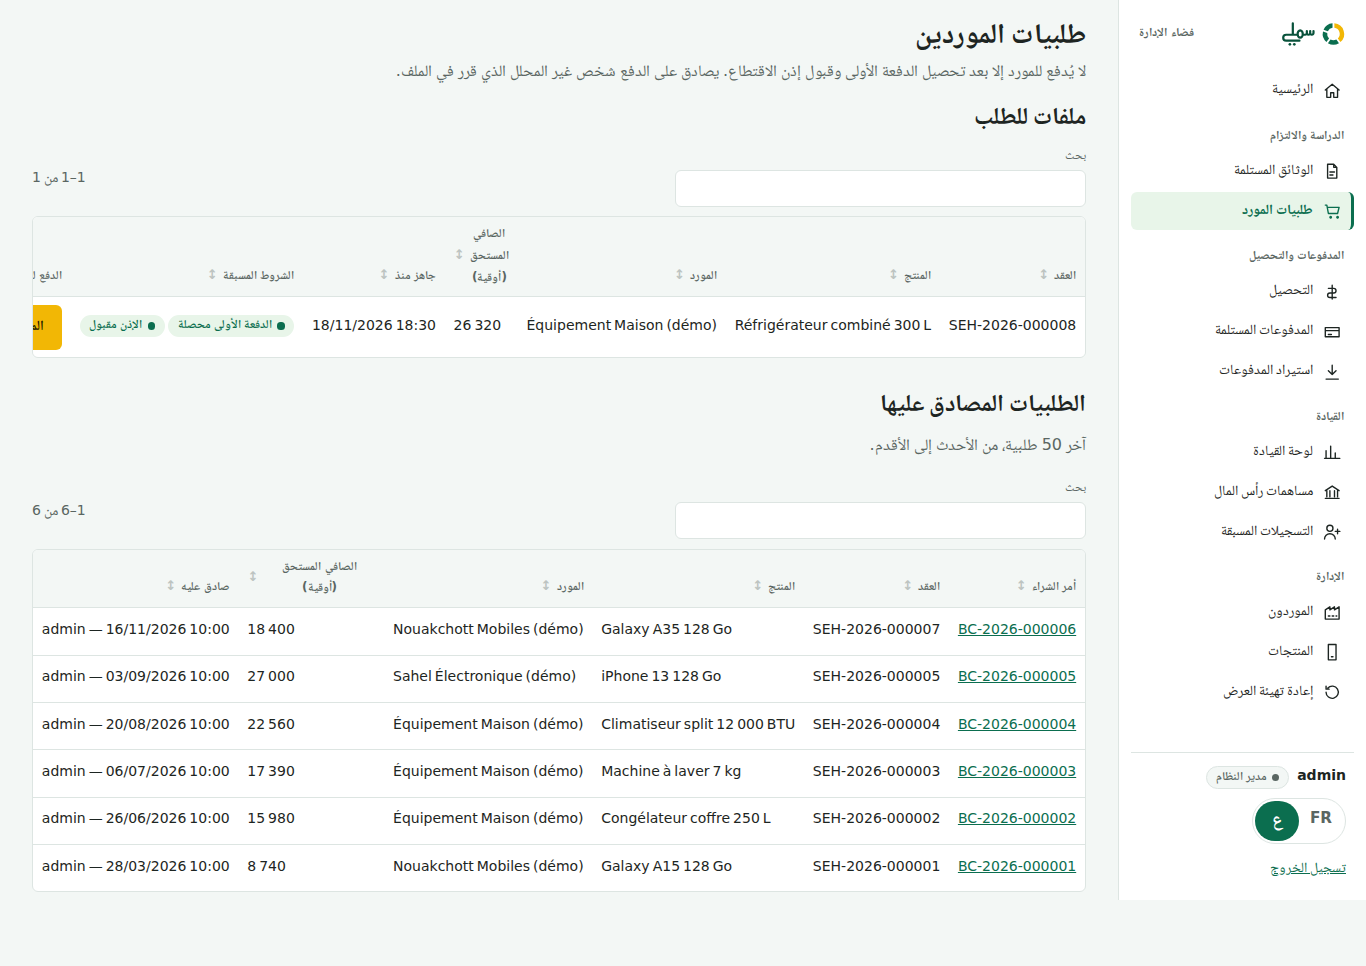 سهلي
فضاء الإدارة
الرئيسية
الدراسة والالتزام
الوثائق المستلمة
طلبيات المورد
المدفوعات والتحصيل
التحصيل
المدفوعات المستلمة
استيراد المدفوعات
القيادة
لوحة القيادة
مساهمات رأس المال
التسجيلات المسبقة
الإدارة
الموردون
المنتجات
إعادة تهيئة العرض
admin مدير النظام
FR ع
تسجيل الخروج
طلبيات الموردين
لا يُدفع للمورد إلا بعد تحصيل الدفعة الأولى وقبول إذن الاقتطاع. يصادق على الدفع شخص غير المحلل الذي قرر في الملف.
ملفات للطلب
بحث
1–1 من 1
العقد المنتج المورد الصافي المستحق (أوقية) جاهز منذ الشروط المسبقة الدفع
SEH-2026-000008 Réfrigérateur combiné 300 L Équipement Maison (démo) 26 320 18/11/2026 18:30 الدفعة الأولى محصلة الإذن مقبول
الطلبيات المصادق عليها
آخر 50 طلبية، من الأحدث إلى الأقدم.
بحث
1–6 من 6
أمر الشراء العقد المنتج المورد الصافي المستحق (أوقية) صادق عليه
BC-2026-000006 SEH-2026-000007 Galaxy A35 128 Go Nouakchott Mobiles (démo) 18 400 admin — 16/11/2026 10:00
BC-2026-000005 SEH-2026-000005 iPhone 13 128 Go Sahel Électronique (démo) 27 000 admin — 03/09/2026 10:00
BC-2026-000004 SEH-2026-000004 Climatiseur split 12 000 BTU Équipement Maison (démo) 22 560 admin — 20/08/2026 10:00
BC-2026-000003 SEH-2026-000003 Machine à laver 7 kg Équipement Maison (démo) 17 390 admin — 06/07/2026 10:00
BC-2026-000002 SEH-2026-000002 Congélateur coffre 250 L Équipement Maison (démo) 15 980 admin — 26/06/2026 10:00
BC-2026-000001 SEH-2026-000001 Galaxy A15 128 Go Nouakchott Mobiles (démo) 8 740 admin — 28/03/2026 10:00